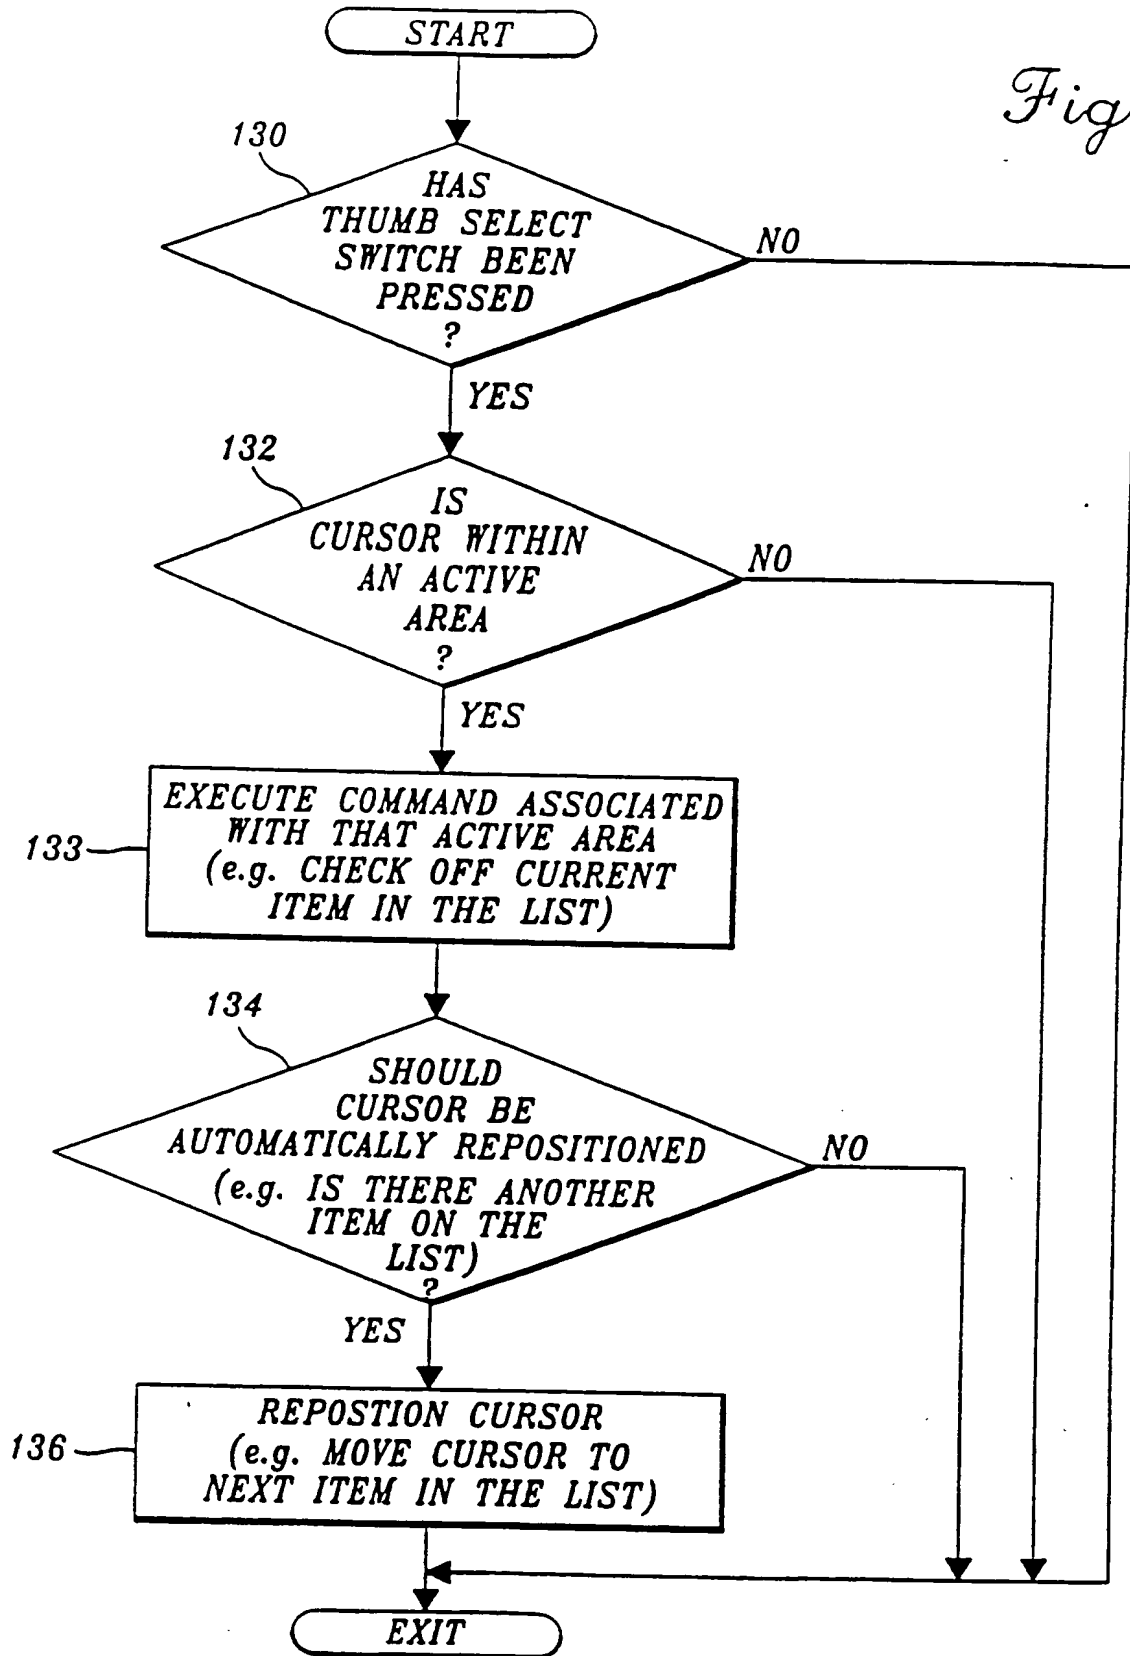 START
Fig
130
HAS
THUMB SELECT
SWITCH BEEN
PRESSED
?
NO
YES
132
IS
CURSOR WITHIN
AN ACTIVE
AREA
?
NO
YES
133
EXECUTE COMMAND ASSOCIATED
WITH THAT ACTIVE AREA
(e.g. CHECK OFF CURRENT
ITEM IN THE LIST)
134
SHOULD
CURSOR BE
AUTOMATICALLY REPOSITIONED
(e.g. IS THERE ANOTHER
ITEM ON THE
LIST)
?
NO
YES
136
REPOSTION CURSOR
(e.g. MOVE CURSOR TO
NEXT ITEM IN THE LIST)
EXIT